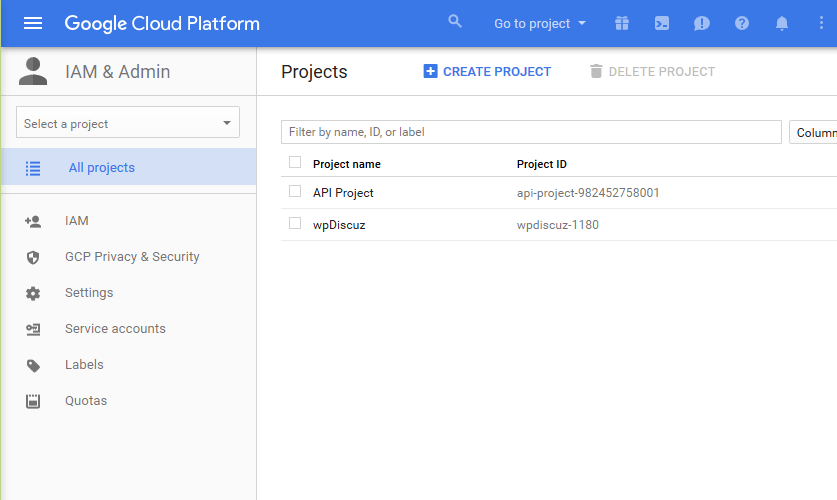 Google Cloud Platform
Go to project
IAM & Admin
Select a project
All projects
IAM
GCP Privacy & Security
Settings
Service accounts
Labels
Quotas
Projects
CREATE PROJECT
DELETE PROJECT
Filter by name, ID, or label
Column
Project name Project ID
API Project api-project-982452758001
wpDiscuz wpdiscuz-1180